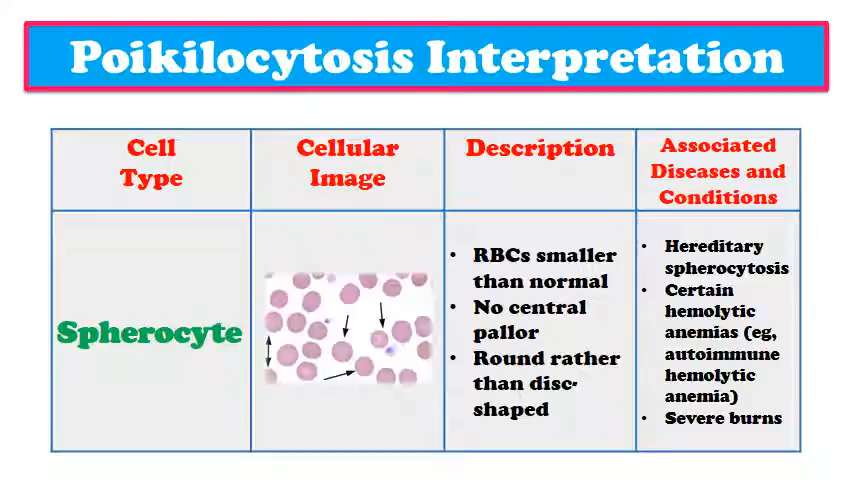 Poikilocytosis Interpretation
Cell
Type
Cellular
Image
Description
Associated
Diseases and
Conditions
Spherocyte
• RBCs smaller
than normal
• No central
pallor
• Round rather
than disc-
shaped
• Hereditary
spherocytosis
• Certain
hemolytic
anemias (eg,
autoimmune
hemolytic
anemia)
• Severe burns